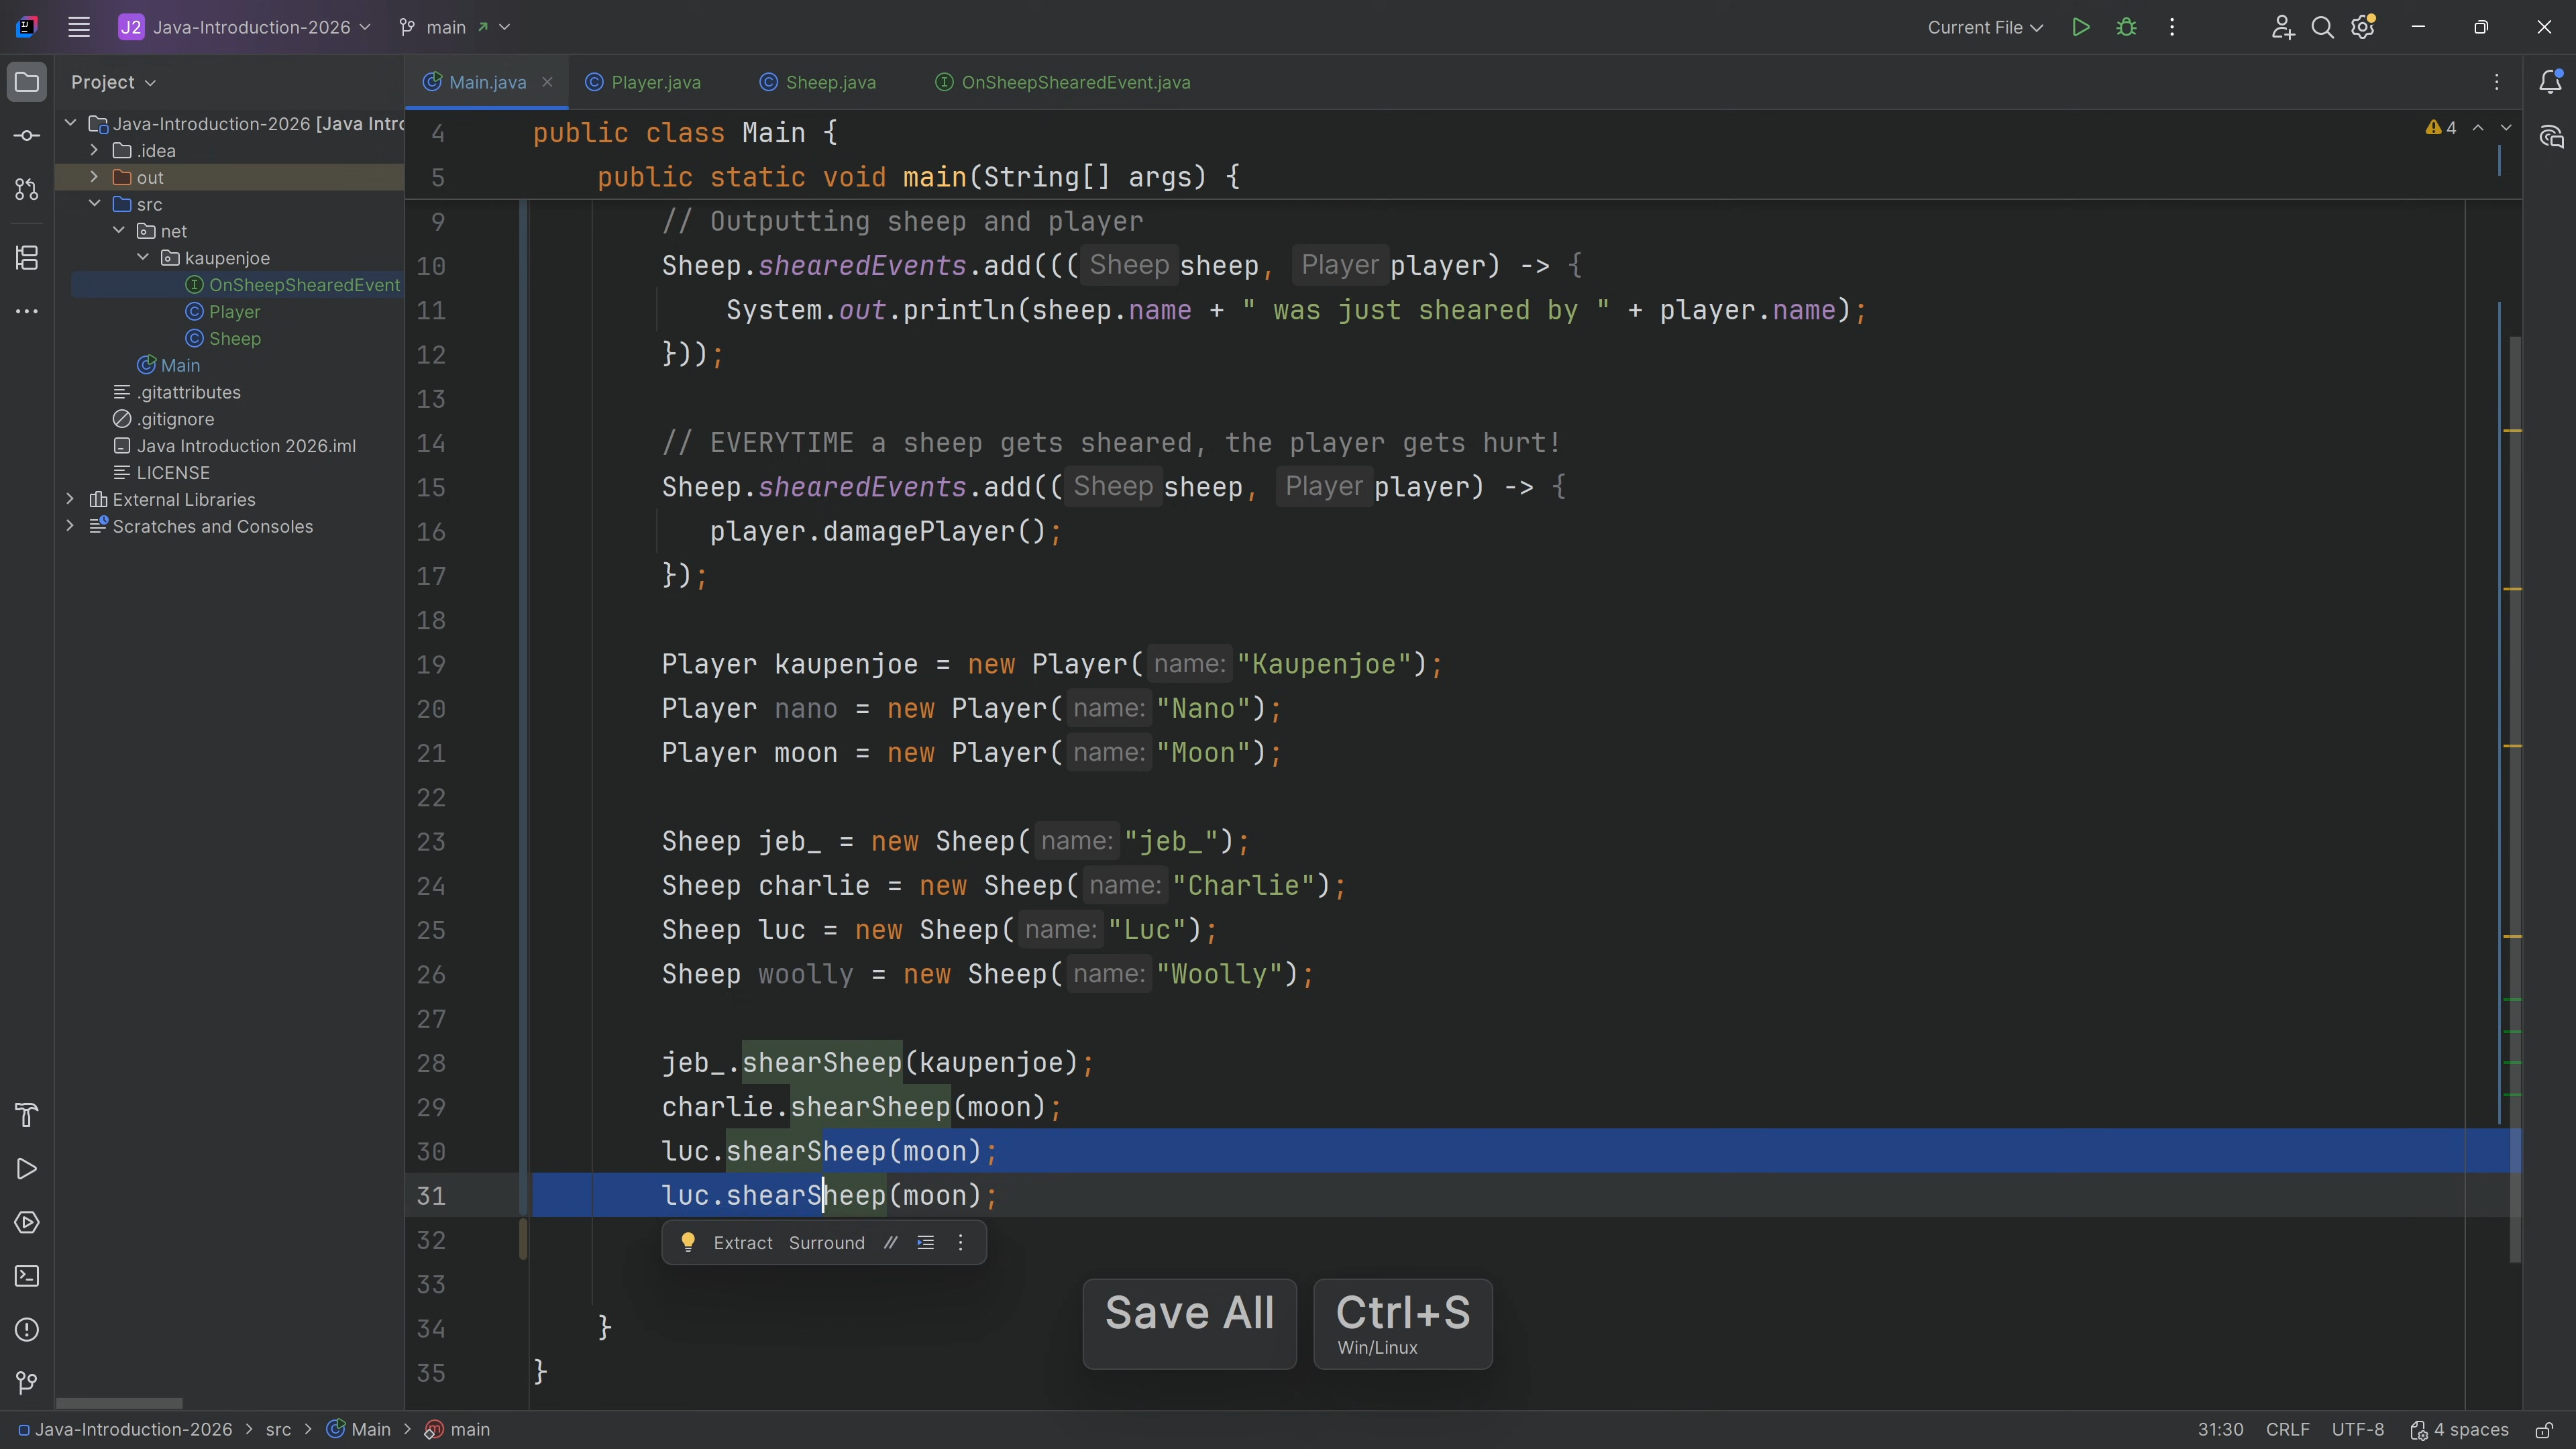 J2 Java-Introduction-2026 main Current File
Project
Main.java Player.java Sheep.java OnSheepShearedEvent.java
Java-Introduction-2026 [Java Intro
.idea
out
src
net
kaupenjoe
OnSheepShearedEvent
Player
Sheep
Main
.gitattributes
.gitignore
Java Introduction 2026.iml
LICENSE
External Libraries
Scratches and Consoles
4 public class Main {
4
5 public static void main(String[] args) {
9 // Outputting sheep and player
10 Sheep.shearedEvents.add((( Sheep sheep, Player player) -> {
11 System.out.println(sheep.name + " was just sheared by " + player.name);
12 }));
13
14 // EVERYTIME a sheep gets sheared, the player gets hurt!
15 Sheep.shearedEvents.add(( Sheep sheep, Player player) -> {
16 player.damagePlayer();
17 });
18
19 Player kaupenjoe = new Player( name: "Kaupenjoe");
20 Player nano = new Player( name: "Nano");
21 Player moon = new Player( name: "Moon");
22
23 Sheep jeb_ = new Sheep( name: "jeb_");
24 Sheep charlie = new Sheep( name: "Charlie");
25 Sheep luc = new Sheep( name: "Luc");
26 Sheep woolly = new Sheep( name: "Woolly");
27
28 jeb_.shearSheep(kaupenjoe);
29 charlie.shearSheep(moon);
30 luc.shearSheep(moon);
31 luc.shearSheep(moon);
32
Extract Surround //
33
34 }
35 }
Save All Ctrl+S
Win/Linux
Java-Introduction-2026 > src > Main > main 31:30 CRLF UTF-8 4 spaces